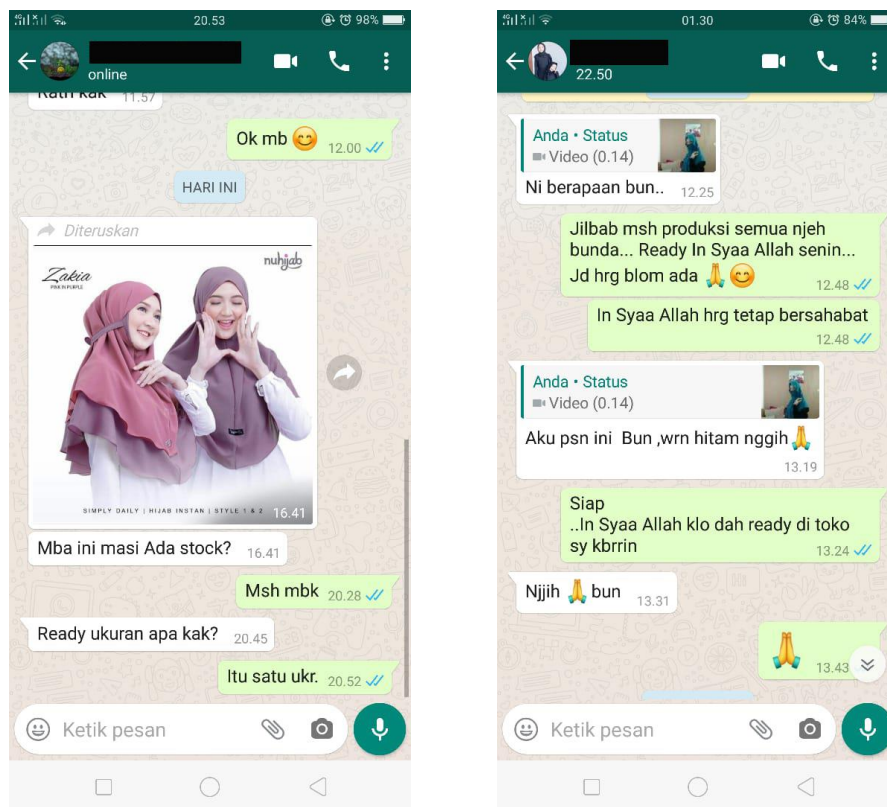 20.53
98%
online
11.57
Ok mb 😊 12.00
HARI INI
Diteruskan
nuhijab
Zakia
PINK IN PURPLE
SIMPLY DAILY | HIJAB INSTAN | STYLE 1 & 2 16.41
Mba ini masi Ada stock? 16.41
Msh mbk 20.28
Ready ukuran apa kak? 20.45
Itu satu ukr. 20.52
Ketik pesan
01.30
84%
22.50
Anda • Status
Video (0.14)
Ni berapaan bun.. 12.25
Jilbab msh produksi semua njeh
bunda... Ready In Syaa Allah senin...
Jd hrg blom ada 🙏😊 12.48
In Syaa Allah hrg tetap bersahabat
12.48
Anda • Status
Video (0.14)
Aku psn ini Bun ,wrn hitam nggih🙏
13.19
Siap
..In Syaa Allah klo dah ready di toko
sy kbrrin 13.24
Njjih 🙏 bun 13.31
🙏 13.43
Ketik pesan